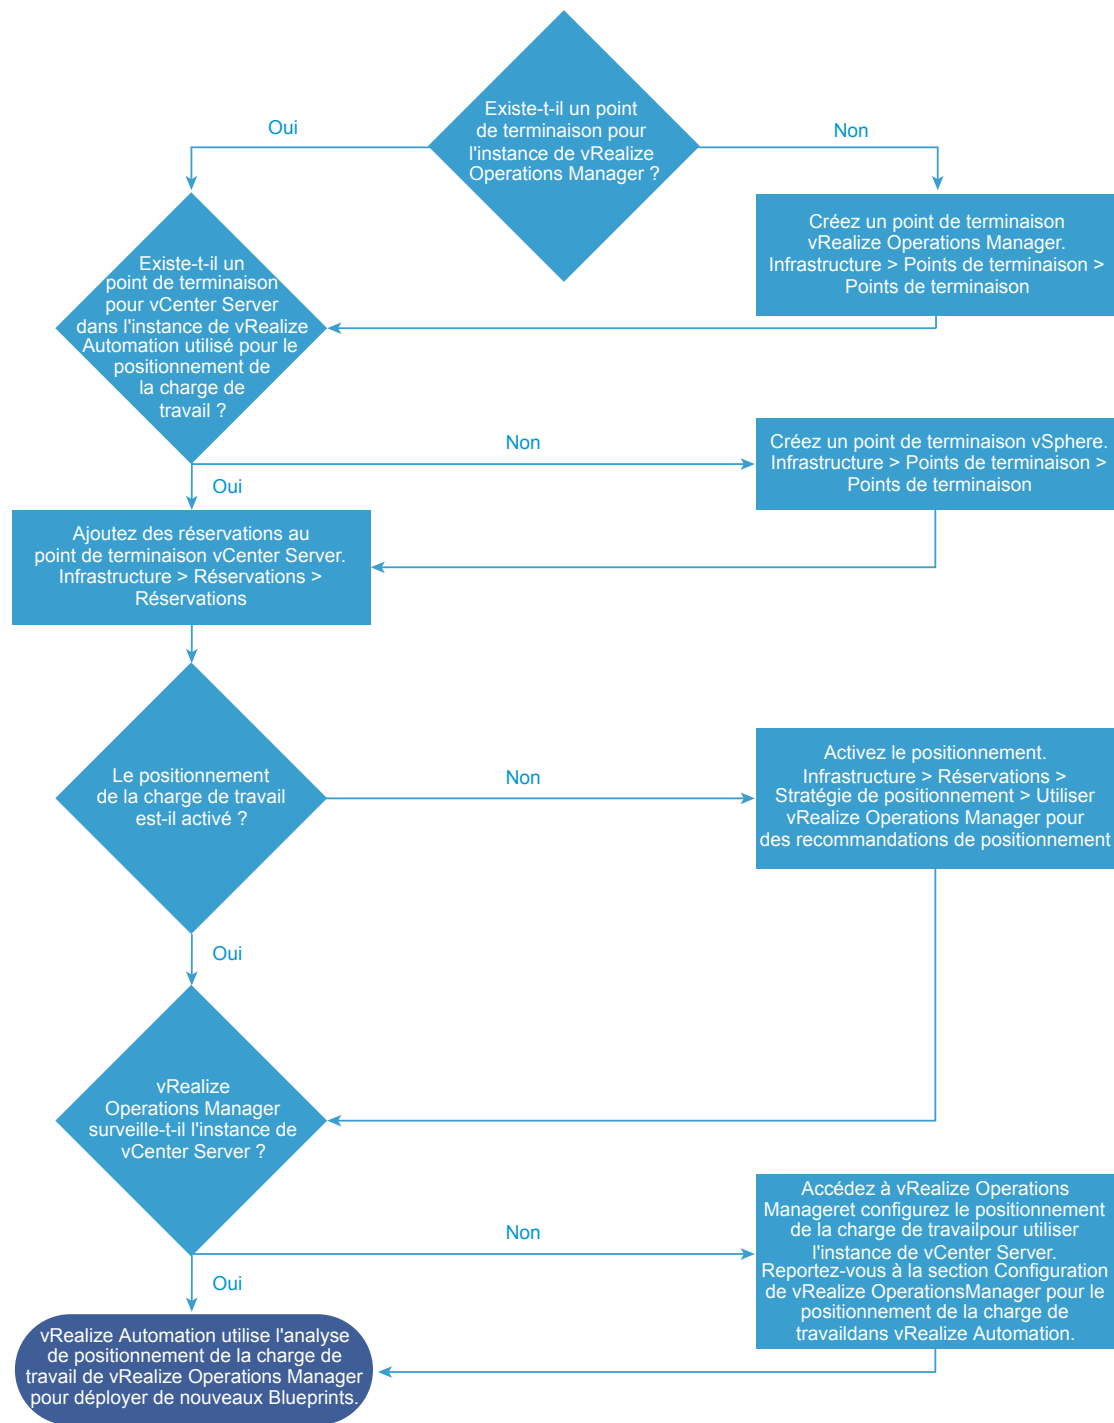 Existe-t-il un point
de terminaison pour
l'instance de vRealize
Operations Manager ?
Oui
Non
Créez un point de terminaison
vRealize Operations Manager.
Infrastructure > Points de terminaison >
Points de terminaison
Existe-t-il un
point de terminaison
pour vCenter Server
dans l'instance de vRealize
Automation utilisé pour le
positionnement de
la charge de
travail ?
Non
Créez un point de terminaison vSphere.
Infrastructure > Points de terminaison >
Points de terminaison
Oui
Ajoutez des réservations au
point de terminaison vCenter Server.
Infrastructure > Réservations >
Réservations
Le positionnement
de la charge de travail
est-il activé ?
Non
Activez le positionnement.
Infrastructure > Réservations >
Stratégie de positionnement > Utiliser
vRealize Operations Manager pour
des recommandations de positionnement
Oui
vRealize
Operations Manager
surveille-t-il l'instance de
vCenter Server ?
Non
Accédez à vRealize Operations
Manageret configurez le positionnement
de la charge de travailpour utiliser
l'instance de vCenter Server.
Reportez-vous à la section Configuration
de vRealize OperationsManager pour le
positionnement de la charge de
travaildans vRealize Automation.
Oui
vRealize Automation utilise l'analyse
de positionnement de la charge de
travail de vRealize Operations Manager
pour déployer de nouveaux Blueprints.